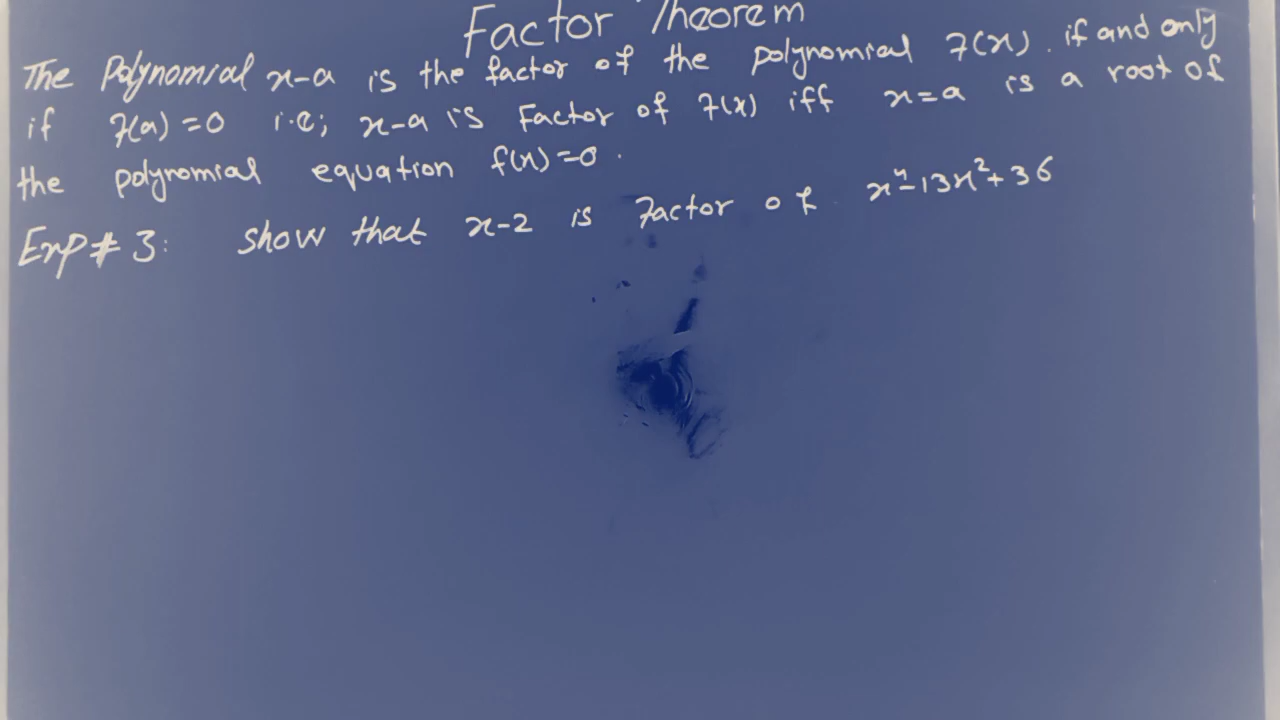 Factor Theorem
The Polynomial x-a is the factor of the polynomial f(x). if and only
if f(a)=0 i.e; x-a is Factor of f(x) iff x=a is a root of
the polynomial equation f(x)=0.
Exp# 3: show that x-2 is Factor of x⁴-13x²+36